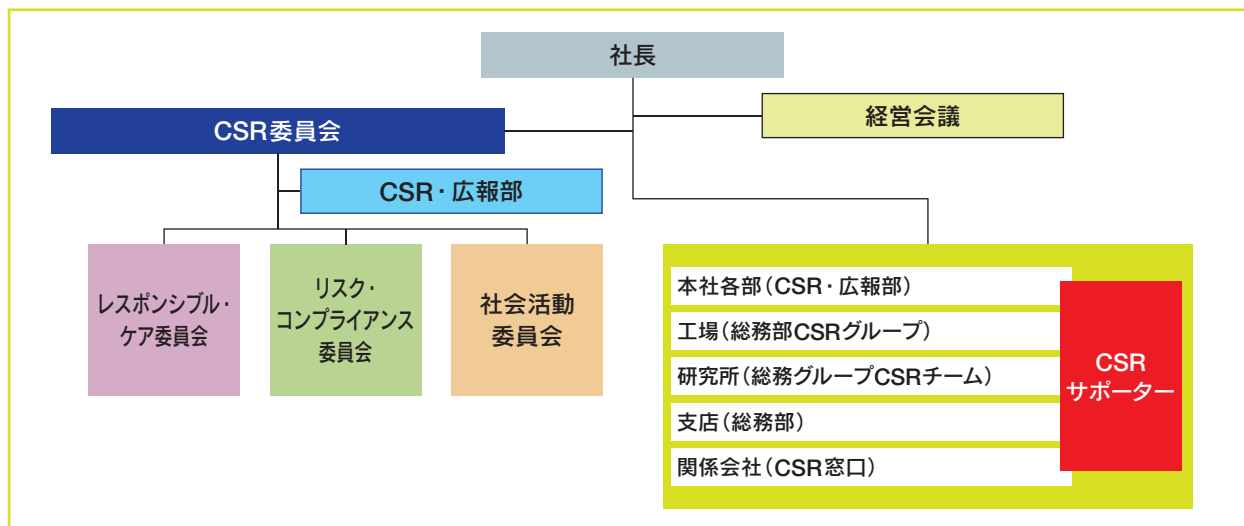 社長
経営会議
CSR委員会
CSR・広報部
レスポンシブル・
ケア委員会
リスク・
コンプライアンス
委員会
社会活動
委員会
本社各部（CSR・広報部）
工場（総務部CSRグループ）
研究所（総務グループCSRチーム）
支店（総務部）
関係会社（CSR窓口）
CSR
サポーター